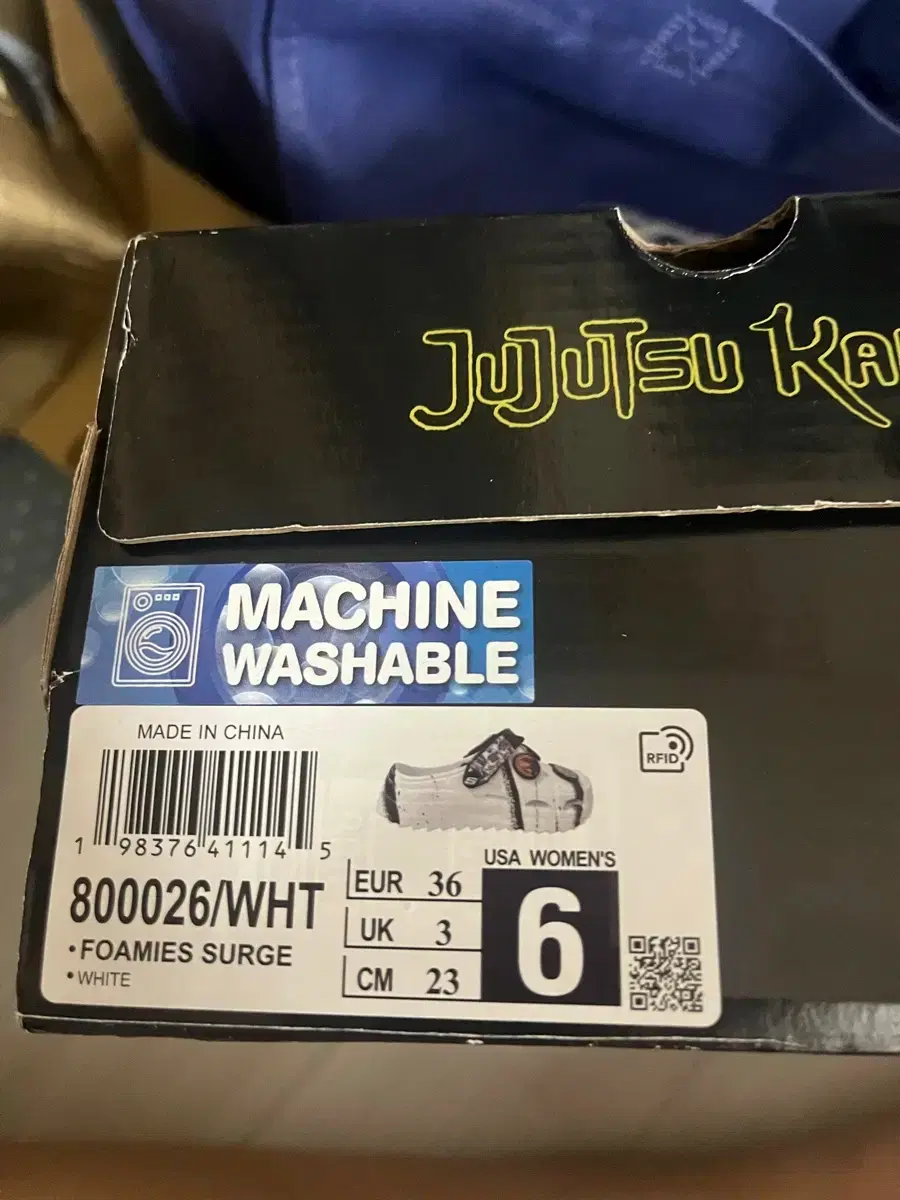 JUJUTSU KA
MACHINE
WASHABLE
MADE IN CHINA
RFID
1 98376 41114 5
USA WOMEN'S
800026/WHT
EUR 36
6
UK 3
• FOAMIES SURGE
CM 23
• WHITE